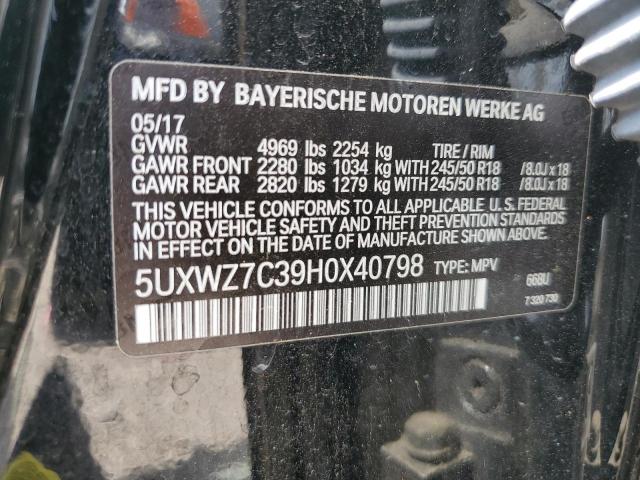 MFD BY BAYERISCHE MOTOREN WERKE AG
05/17
GVWR 4969 lbs 2254 kg TIRE / RIM
GAWR FRONT 2280 lbs 1034 kg WITH 245/50 R18 /8.0J x 18
GAWR REAR 2820 lbs 1279 kg WITH 245/50 R18 /8.0J x 18
THIS VEHICLE CONFORMS TO ALL APPLICABLE U. S. FEDERAL
MOTOR VEHICLE SAFETY AND THEFT PREVENTION STANDARDS
IN EFFECT ON THE DATE OF MANUFACTURE SHOWN ABOVE.
5UXWZ7C39H0X40798 TYPE: MPV 668U
7 320 730